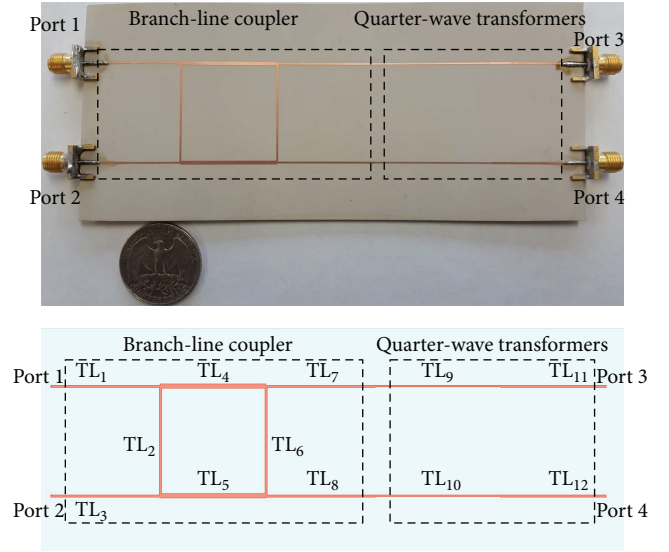 Port 1
Branch-line coupler
Quarter-wave transformers
Port 3
Port 2
Port 4
Branch-line coupler
Quarter-wave transformers
Port 1
TL1
TL4
TL7
TL9
TL11
Port 3
TL2
TL6
TL5
TL8
TL10
TL12
Port 2
TL3
Port 4